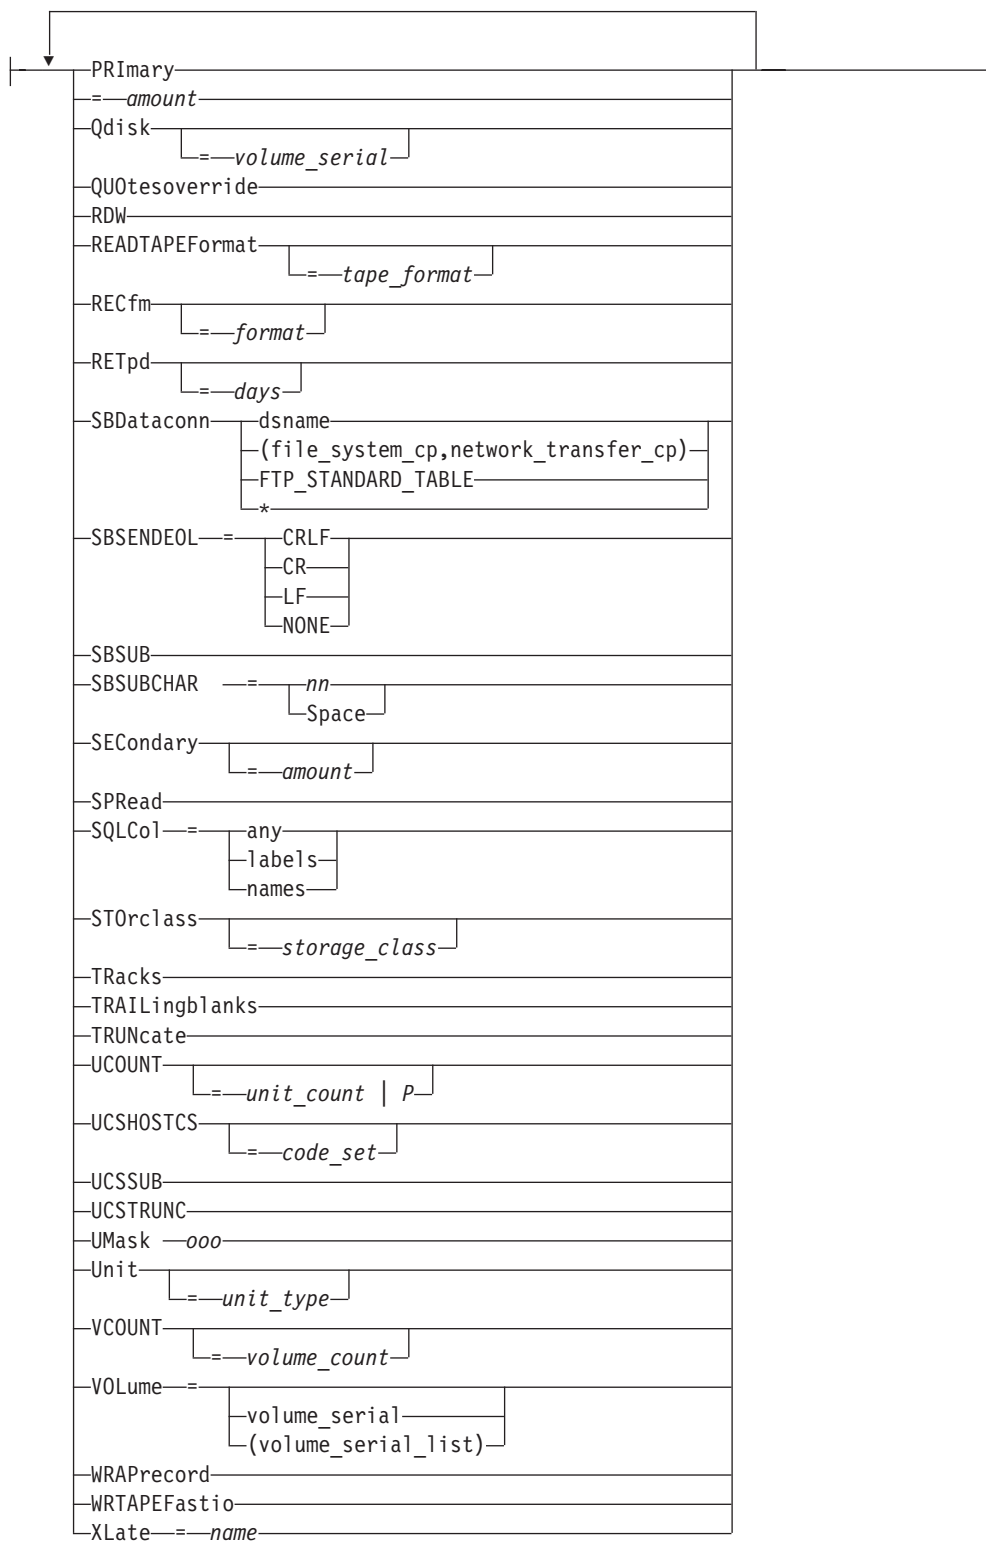 PRImary
= amount
Qdisk
= volume_serial
QUOtesoverride
RDW
READTAPEFormat
= tape_format
RECfm
= format
RETpd
= days
SBDataconn dsname
(file_system_cp,network_transfer_cp)
FTP_STANDARD_TABLE
*
SBSENDEOL = CRLF
CR
LF
NONE
SBSUB
SBSUBCHAR = nn
Space
SECondary
= amount
SPRead
SQLCol = any
labels
names
STOrclass
= storage_class
TRacks
TRAILingblanks
TRUNcate
UCOUNT
= unit_count | P
UCSHOSTCS
= code_set
UCSSUB
UCSTRUNC
UMask ooo
Unit
= unit_type
VCOUNT
= volume_count
VOLume =
volume_serial
(volume_serial_list)
WRAPrecord
WRTAPEFastio
XLate = name